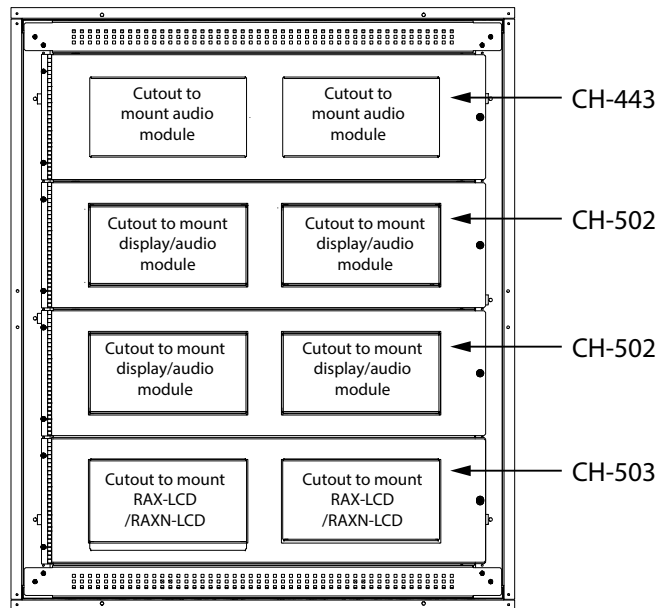 Cutout to
mount audio
module
Cutout to
mount audio
module
CH-443
Cutout to mount
display/audio
module
Cutout to mount
display/audio
module
CH-502
Cutout to mount
display/audio
module
Cutout to mount
display/audio
module
CH-502
Cutout to mount
RAX-LCD
/RAXN-LCD
Cutout to mount
RAX-LCD
/RAXN-LCD
CH-503